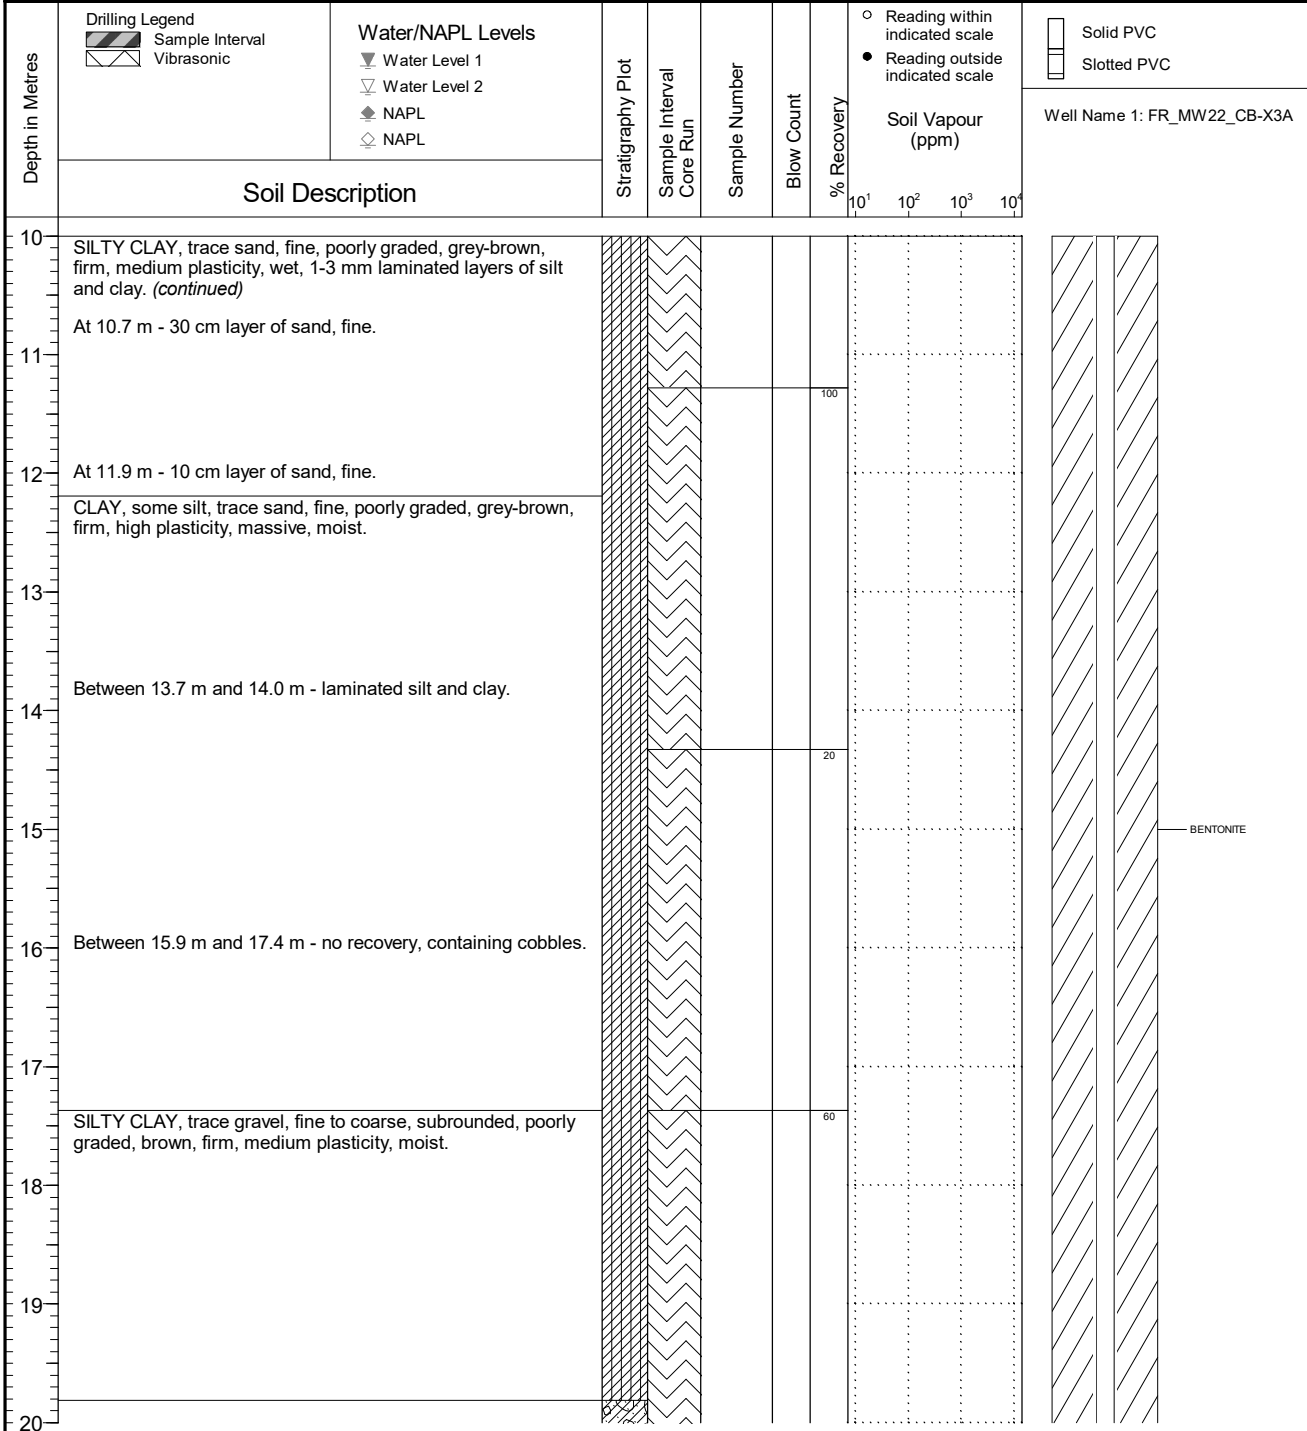 Drilling Legend
Sample Interval
Vibrasonic
Water/NAPL Levels
Water Level 1
Water Level 2
NAPL
NAPL
Depth in Metres
Soil Description
Stratigraphy Plot
Sample Interval
Core Run
Sample Number
Blow Count
% Recovery
Reading within
indicated scale
Reading outside
indicated scale
Soil Vapour
(ppm)
10¹ 10² 10³ 10⁴
Solid PVC
Slotted PVC
Well Name 1: FR_MW22_CB-X3A
10
SILTY CLAY, trace sand, fine, poorly graded, grey-brown,
firm, medium plasticity, wet, 1-3 mm laminated layers of silt
and clay. (continued)
At 10.7 m - 30 cm layer of sand, fine.
11
100
At 11.9 m - 10 cm layer of sand, fine.
12
CLAY, some silt, trace sand, fine, poorly graded, grey-brown,
firm, high plasticity, massive, moist.
13
Between 13.7 m and 14.0 m - laminated silt and clay.
14
20
15
BENTONITE
Between 15.9 m and 17.4 m - no recovery, containing cobbles.
16
17
60
SILTY CLAY, trace gravel, fine to coarse, subrounded, poorly
graded, brown, firm, medium plasticity, moist.
18
19
20